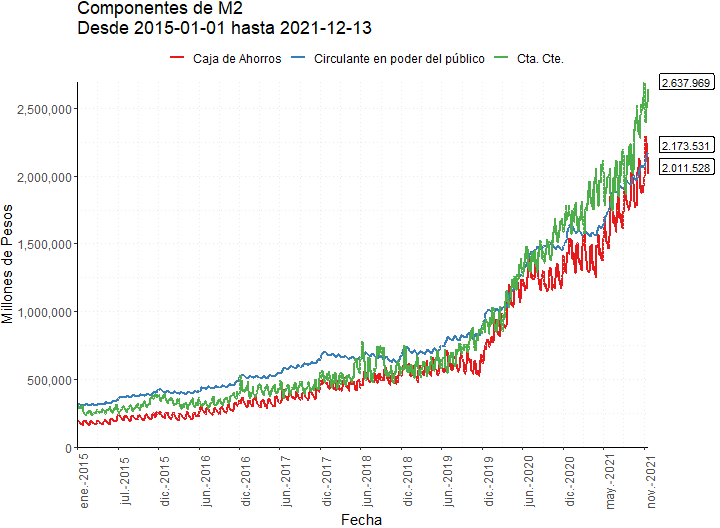 Componentes de M2
Desde 2015-01-01 hasta 2021-12-13
Caja de Ahorros Circulante en poder del público Cta. Cte.
2.637.969
2.173.531
2.011.528
2,500,000
2,000,000
1,500,000
1,000,000
500,000
0
Millones de Pesos
ene.-2015
jul.-2015
dic.-2015
jun.-2016
dic.-2016
jun.-2017
dic.-2017
jun.-2018
dic.-2018
jun.-2019
dic.-2019
jun.-2020
dic.-2020
may.-2021
nov.-2021
Fecha